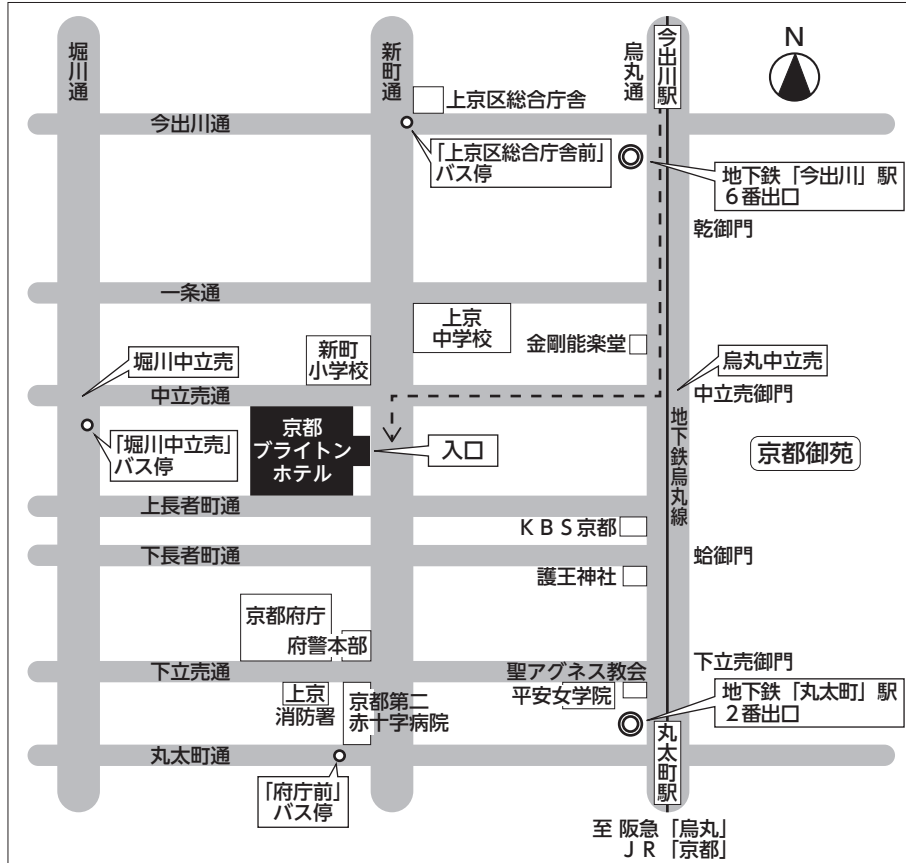 堀川通
新町通
烏丸通
今出川駅
N
上京区総合庁舎
今出川通
「上京区総合庁舎前」
バス停
地下鉄「今出川」駅
6番出口
乾御門
一条通
上京
中学校
新町
小学校
金剛能楽堂
堀川中立売
烏丸中立売
中立売通
中立売御門
「堀川中立売」
バス停
京都
ブライトン
ホテル
入口
地下鉄烏丸線
京都御苑
上長者町通
KBS京都
下長者町通
蛤御門
護王神社
京都府庁
府警本部
下立売通
聖アグネス教会
下立売御門
上京
消防署
京都第二
赤十字病院
平安女学院
地下鉄「丸太町」駅
2番出口
丸太町通
丸太町駅
「府庁前」
バス停
至 阪急「烏丸」
JR「京都」